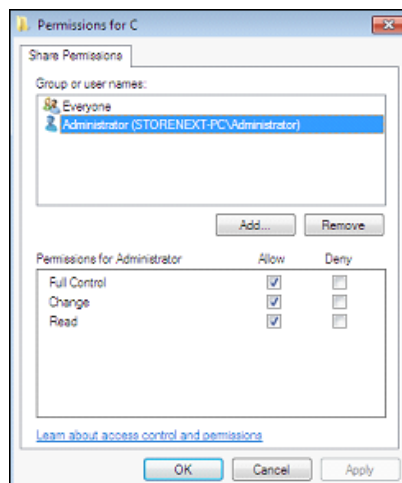 Permissions for C
Share Permissions
Group or user names:
Everyone
Administrator (STORENEXT-PC\Administrator)
Add... Remove
Permissions for Administrator Allow Deny
Full Control
Change
Read
Learn about access control and permissions
OK Cancel Apply